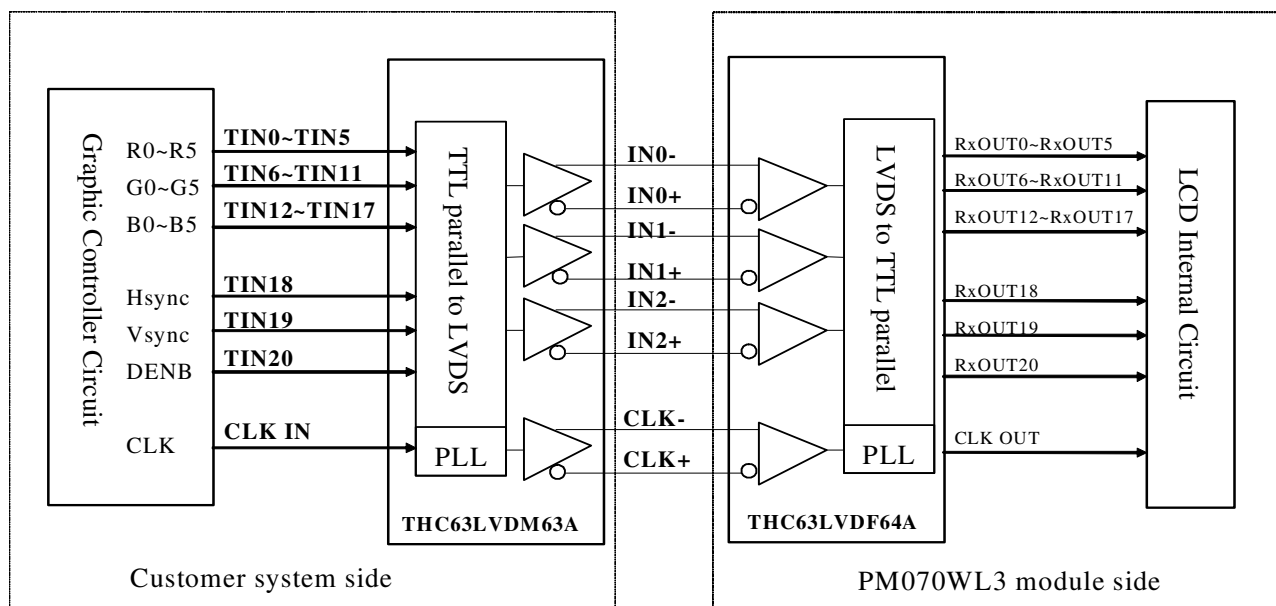 Graphic Controller Circuit
R0~R5
G0~G5
B0~B5
Hsync
Vsync
DENB
CLK
TIN0~TIN5
TIN6~TIN11
TIN12~TIN17
TIN18
TIN19
TIN20
CLK IN
TTL parallel to LVDS
PLL
THC63LVDM63A
IN0-
IN0+
IN1-
IN1+
IN2-
IN2+
CLK-
CLK+
LVDS to TTL parallel
PLL
THC63LVDF64A
RxOUT0~RxOUT5
RxOUT6~RxOUT11
RxOUT12~RxOUT17
RxOUT18
RxOUT19
RxOUT20
CLK OUT
LCD Internal Circuit
Customer system side
PM070WL3 module side